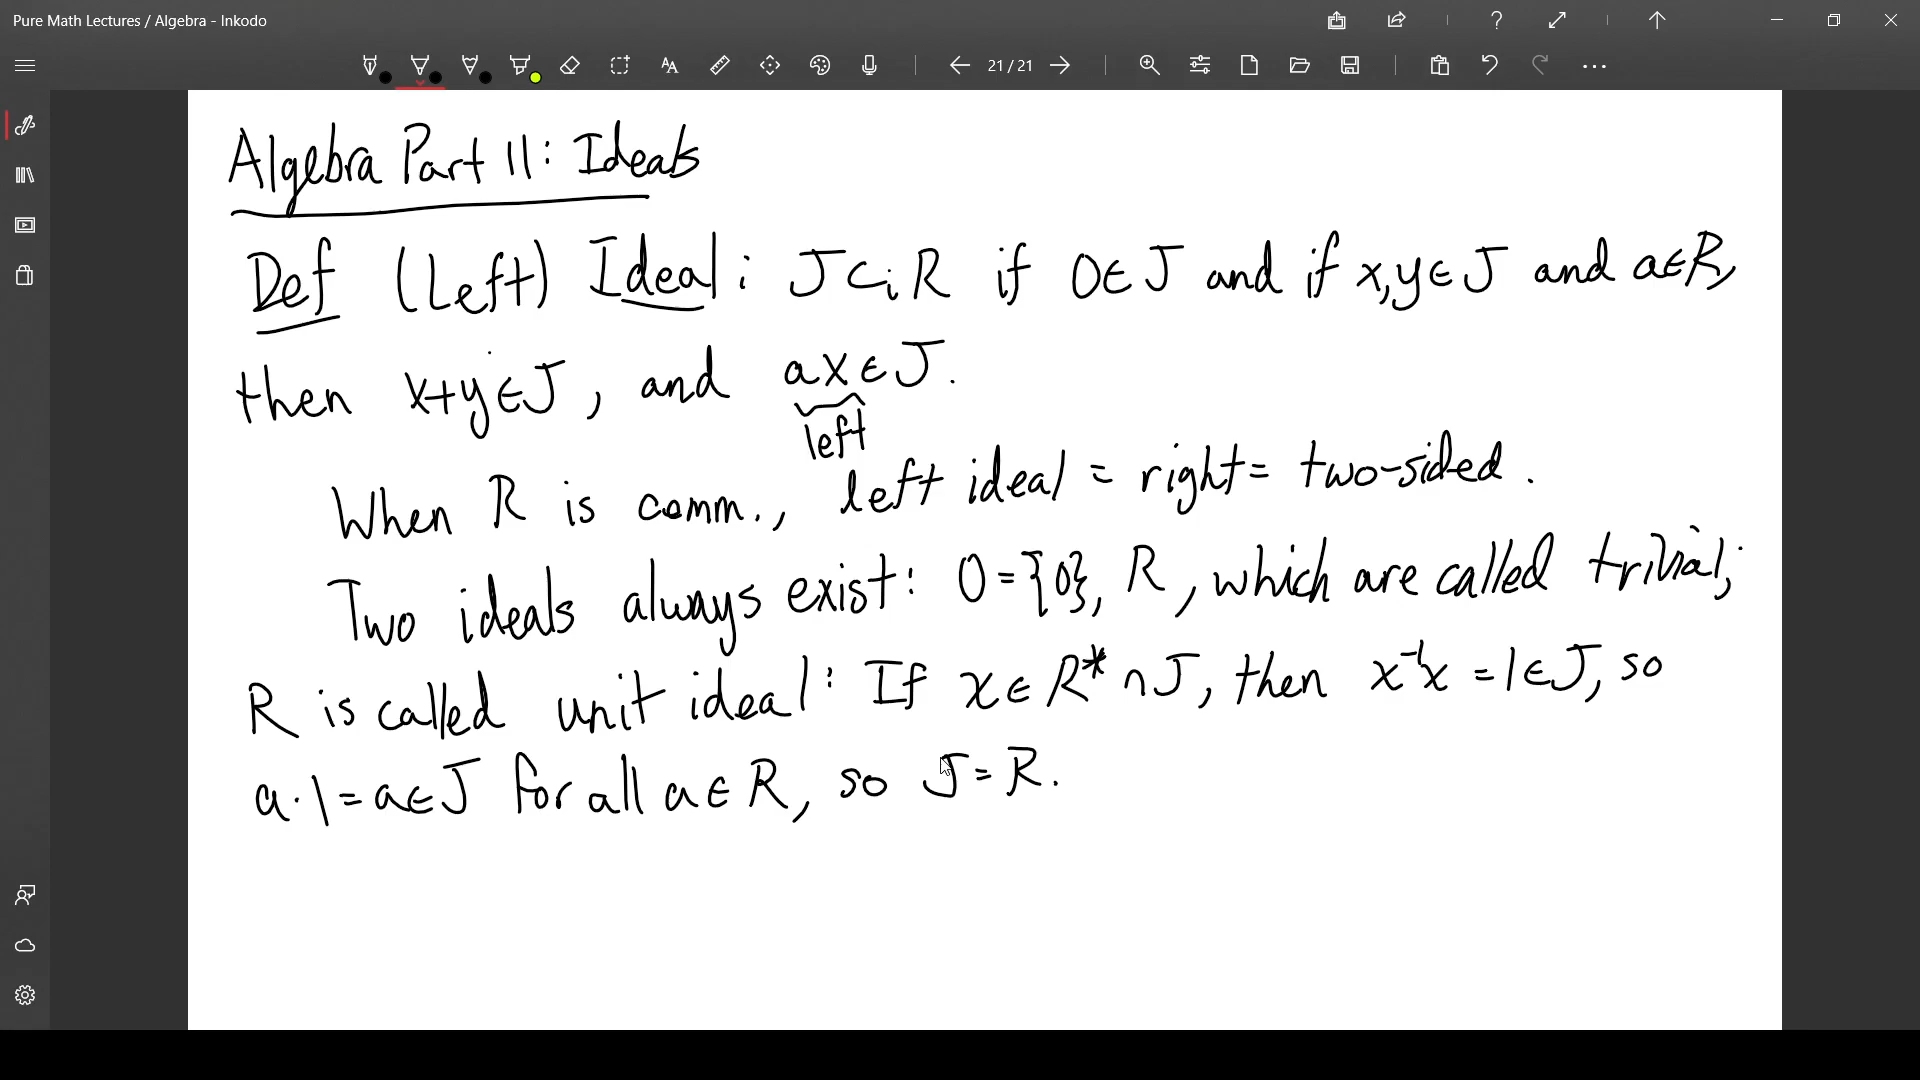 Pure Math Lectures / Algebra - Inkodo
21 / 21
Algebra Part 11: Ideals
Def (Left) Ideal: J⊂ᵢR if 0∈J and if x,y∈J and a∈R,
then x+y∈J, and ax∈J.
left
When R is comm., left ideal = right = two-sided.
Two ideals always exist: 0={0}, R, which are called trivial;
R is called unit ideal: If x∈R*∩J, then x⁻¹x =1∈J, so
a·1=a∈J for all a∈R, so J=R.